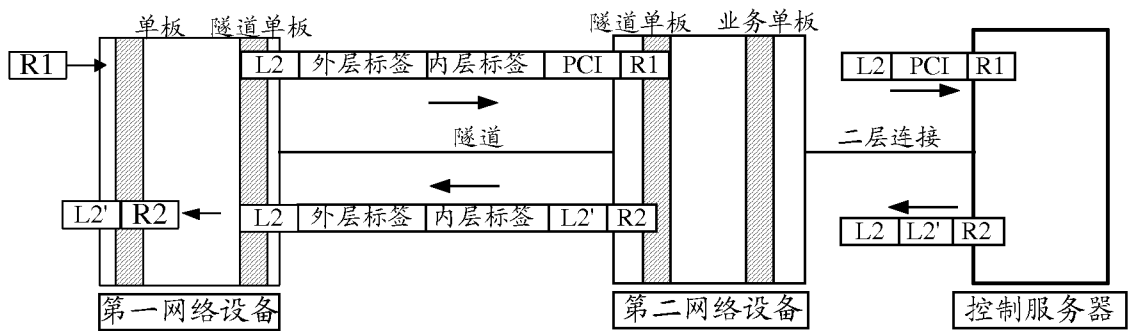 单板 隧道单板 隧道单板 业务单板
R1 L2 外层标签 内层标签 PCI R1 L2 PCI R1
隧道 二层连接
L2' R2 L2 外层标签 内层标签 L2' R2 L2 L2' R2
第一网络设备 第二网络设备 控制服务器